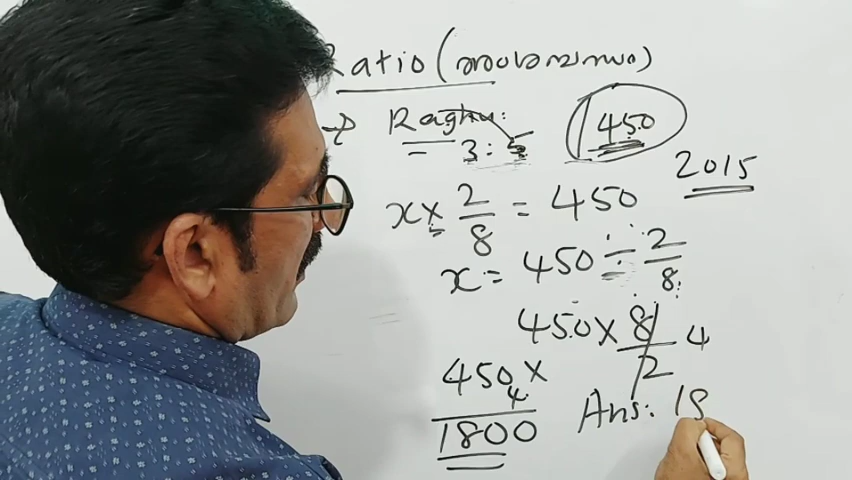 Ratio (അംശബന്ധം)
→ Raghu: 450
3 : 5
2015
x × 2/8 = 450
x = 450 ÷ 2/8
450 × 8/2 4
450 ×
4
1800 Ans: 18